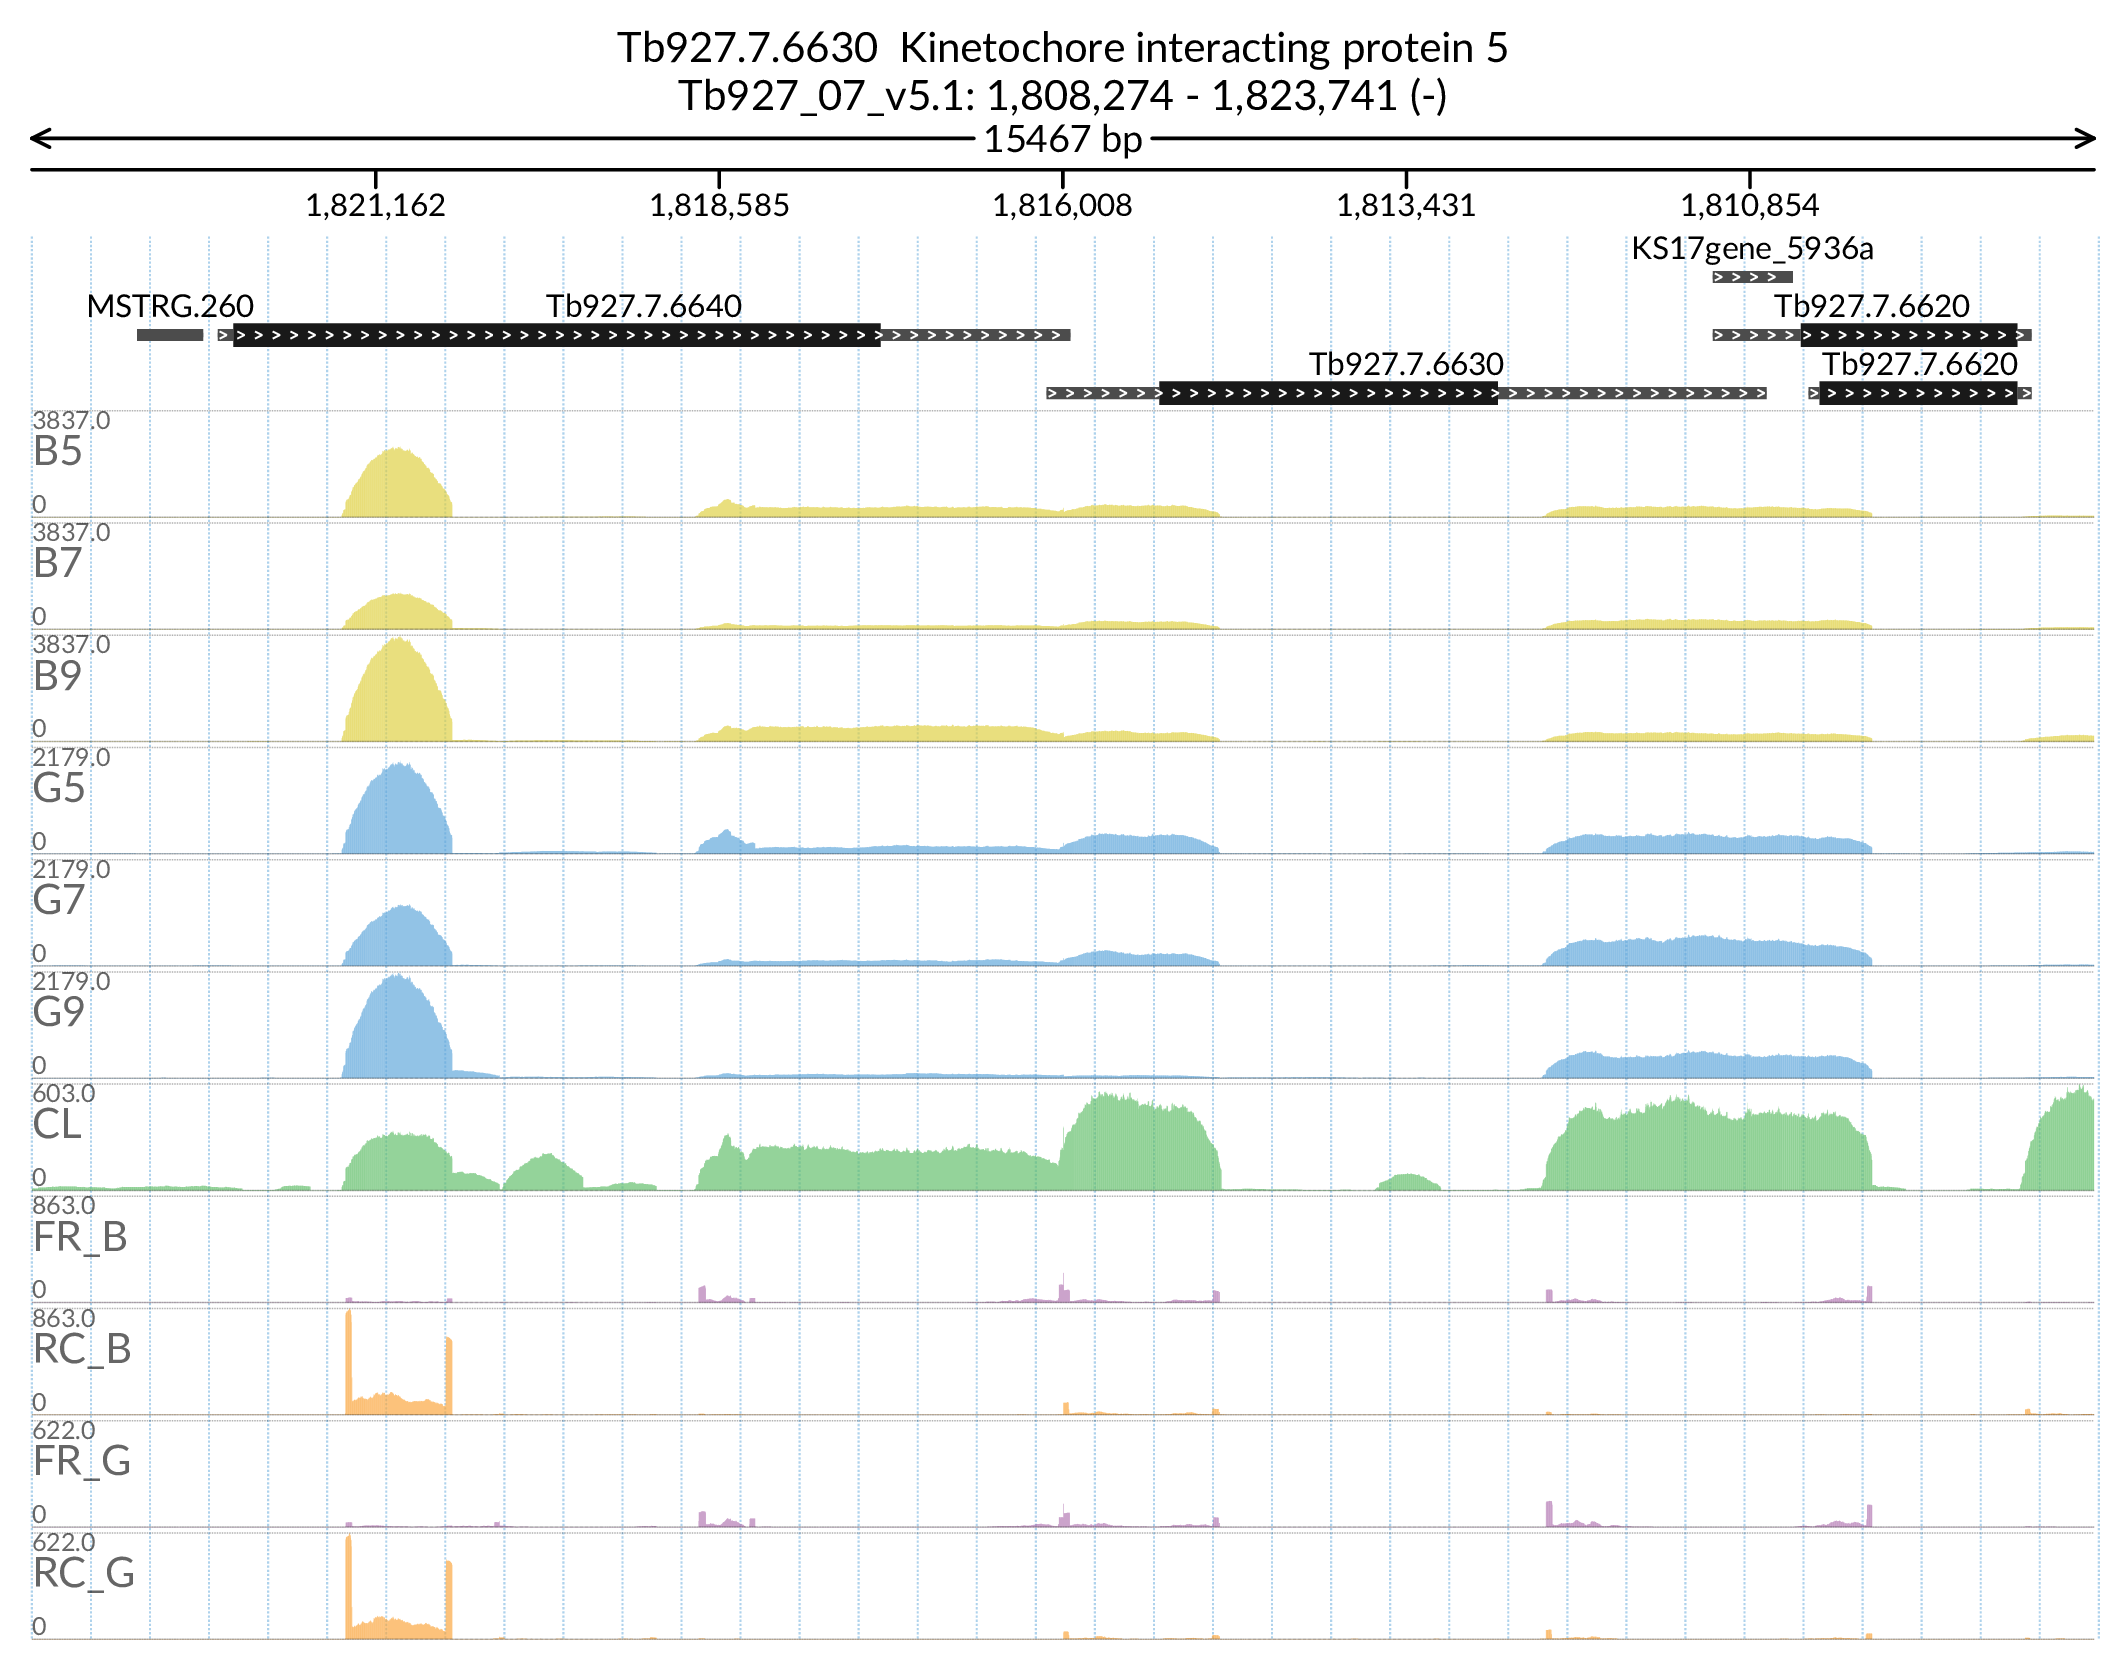 Tb927.7.6630  Kinetochore interacting protein 5
Tb927_07_v5.1: 1,808,274 - 1,823,741 (-)
15467 bp
1,821,162 1,818,585 1,816,008 1,813,431 1,810,854
KS17gene_5936a
MSTRG.260 Tb927.7.6640 Tb927.7.6620
Tb927.7.6630 Tb927.7.6620
3837.0
B5
0
3837.0
B7
0
3837.0
B9
0
2179.0
G5
0
2179.0
G7
0
2179.0
G9
0
603.0
CL
0
863.0
FR_B
0
863.0
RC_B
0
622.0
FR_G
0
622.0
RC_G
0